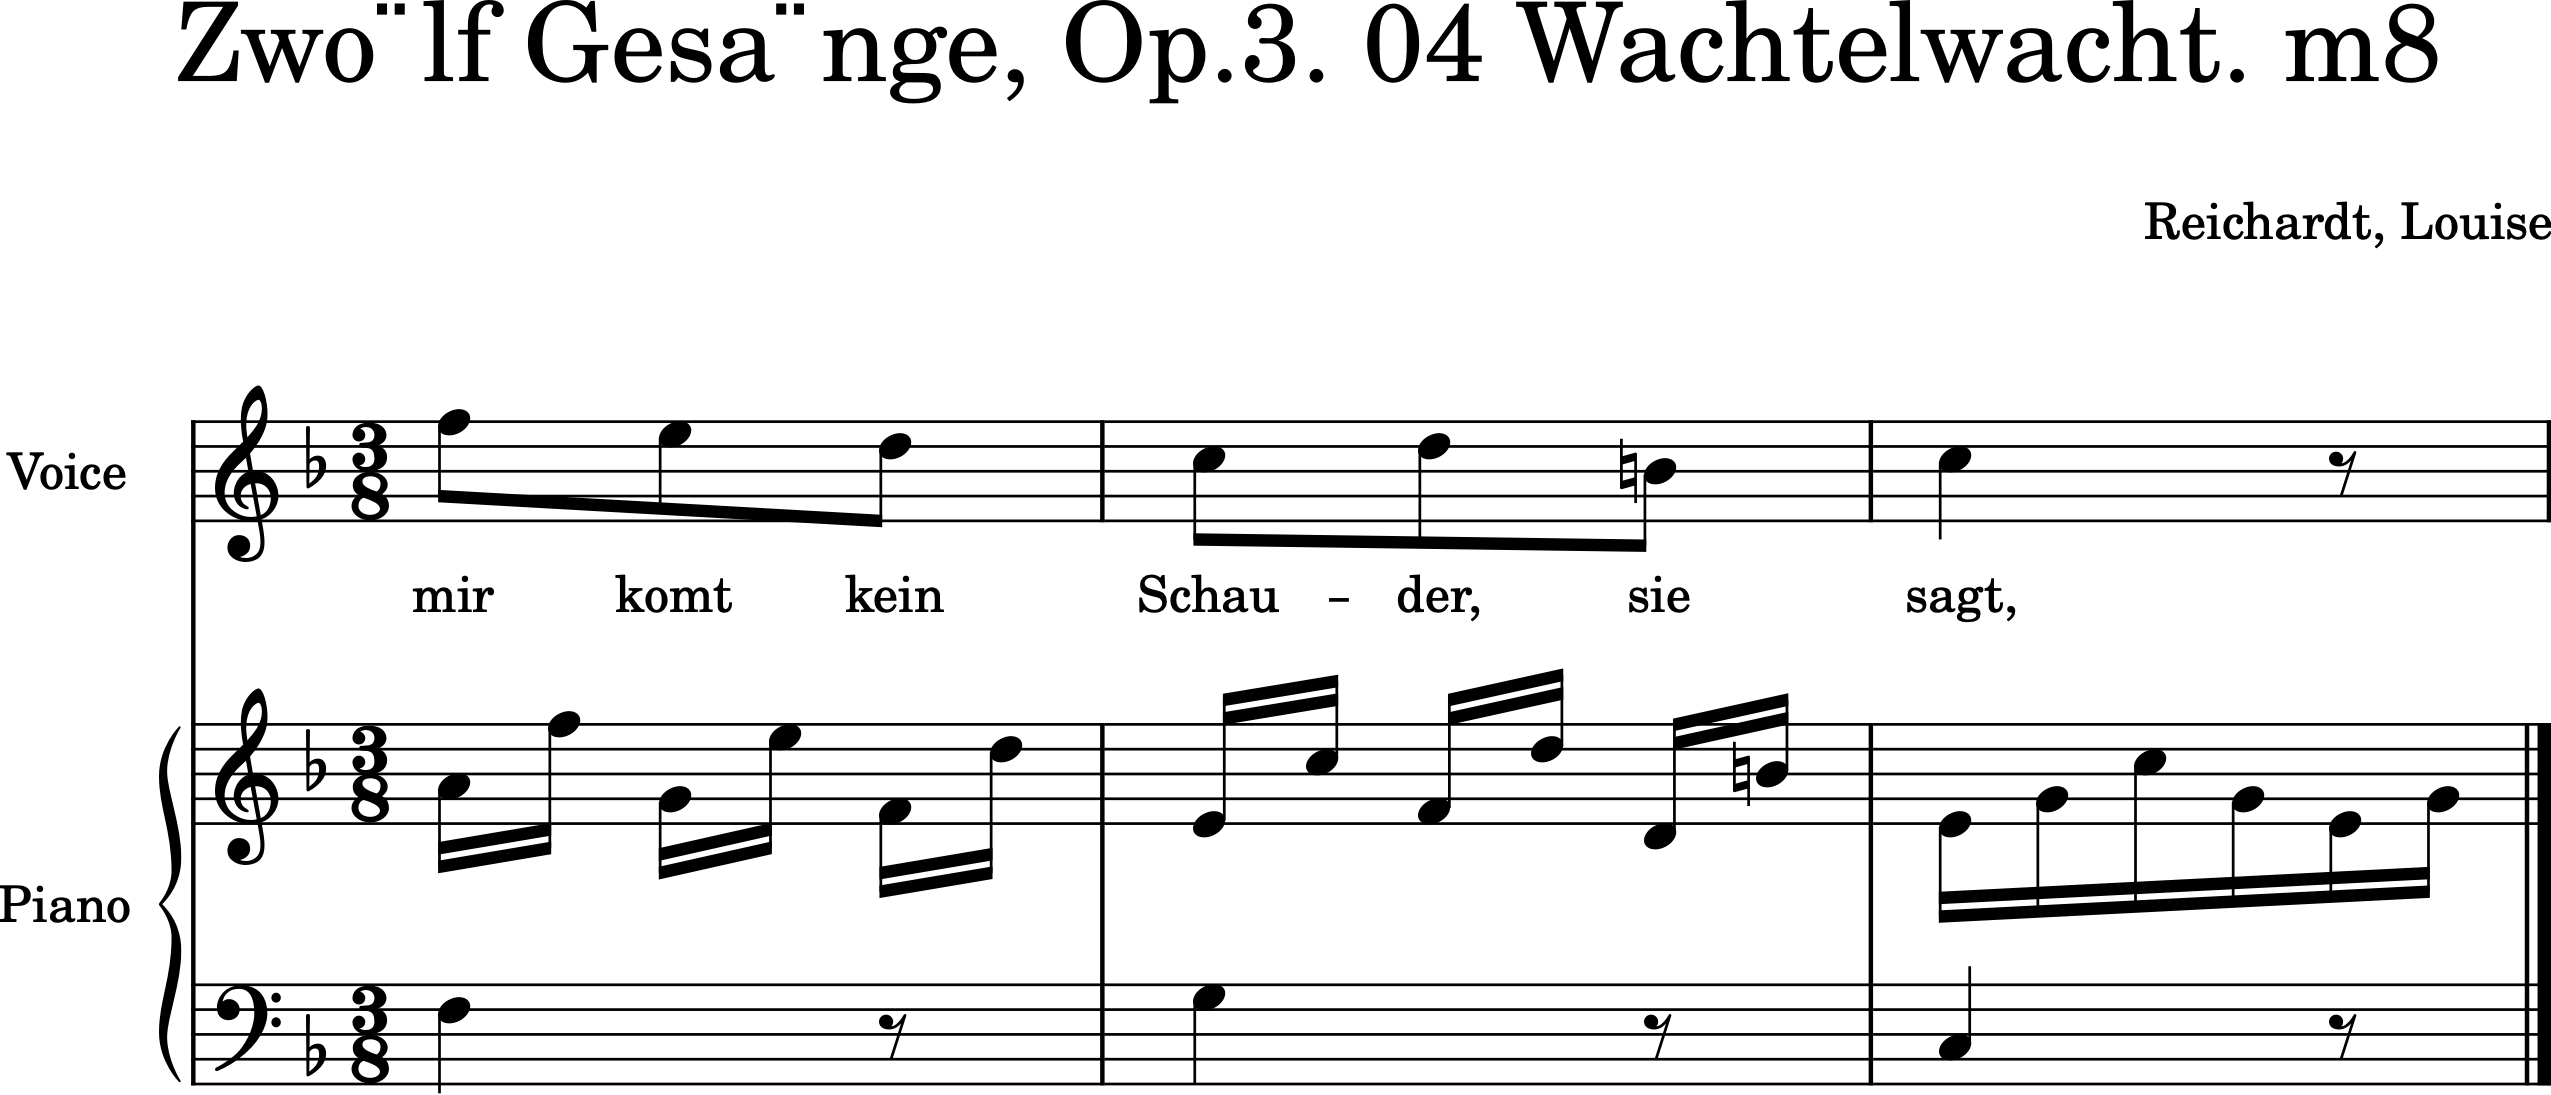 Zwo¨lf Gesa¨nge, Op.3. 04 Wachtelwacht. m8
Reichardt, Louise
Voice
mir komt kein Schau - der, sie sagt,
Piano